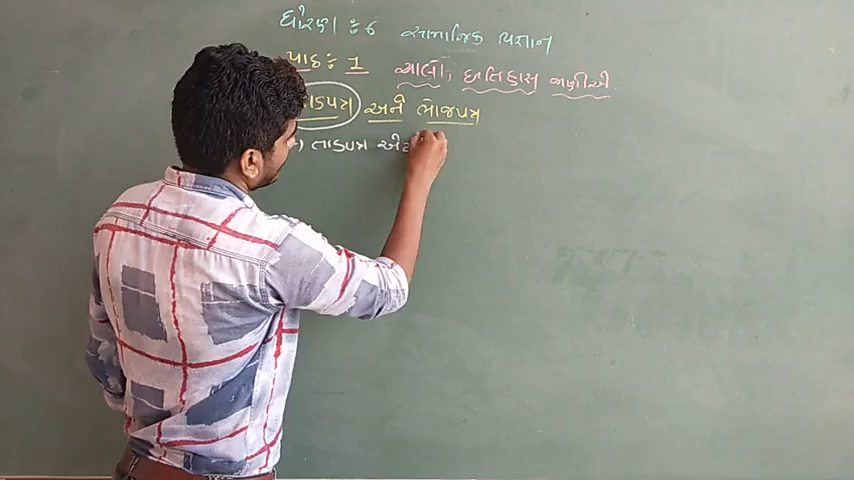 ધોરણ : 6 સામાજિક વિજ્ઞાન
પાઠ : 1 ચાલો, ઇતિહાસ જાણીએ
અને ભોજપત્ર
તાડપત્ર